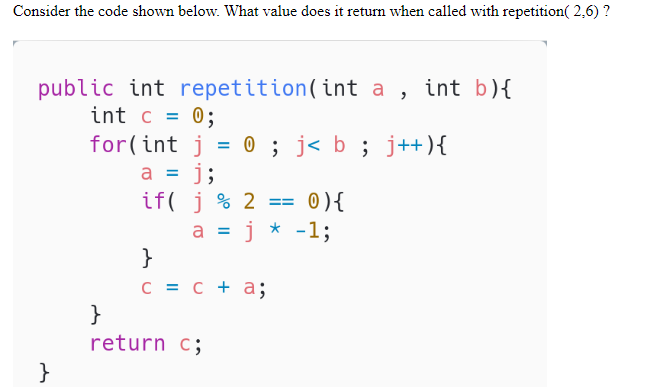 Consider the code shown below. What value does it return when called with repetition( 2,6) ?
public int repetition(int a , int b){
int c = 0;
for(int j = 0 ; j< b ; j++){
a = j;
if( j % 2 == 0){
a = j * -1;
}
c = c + a;
}
return c;
}